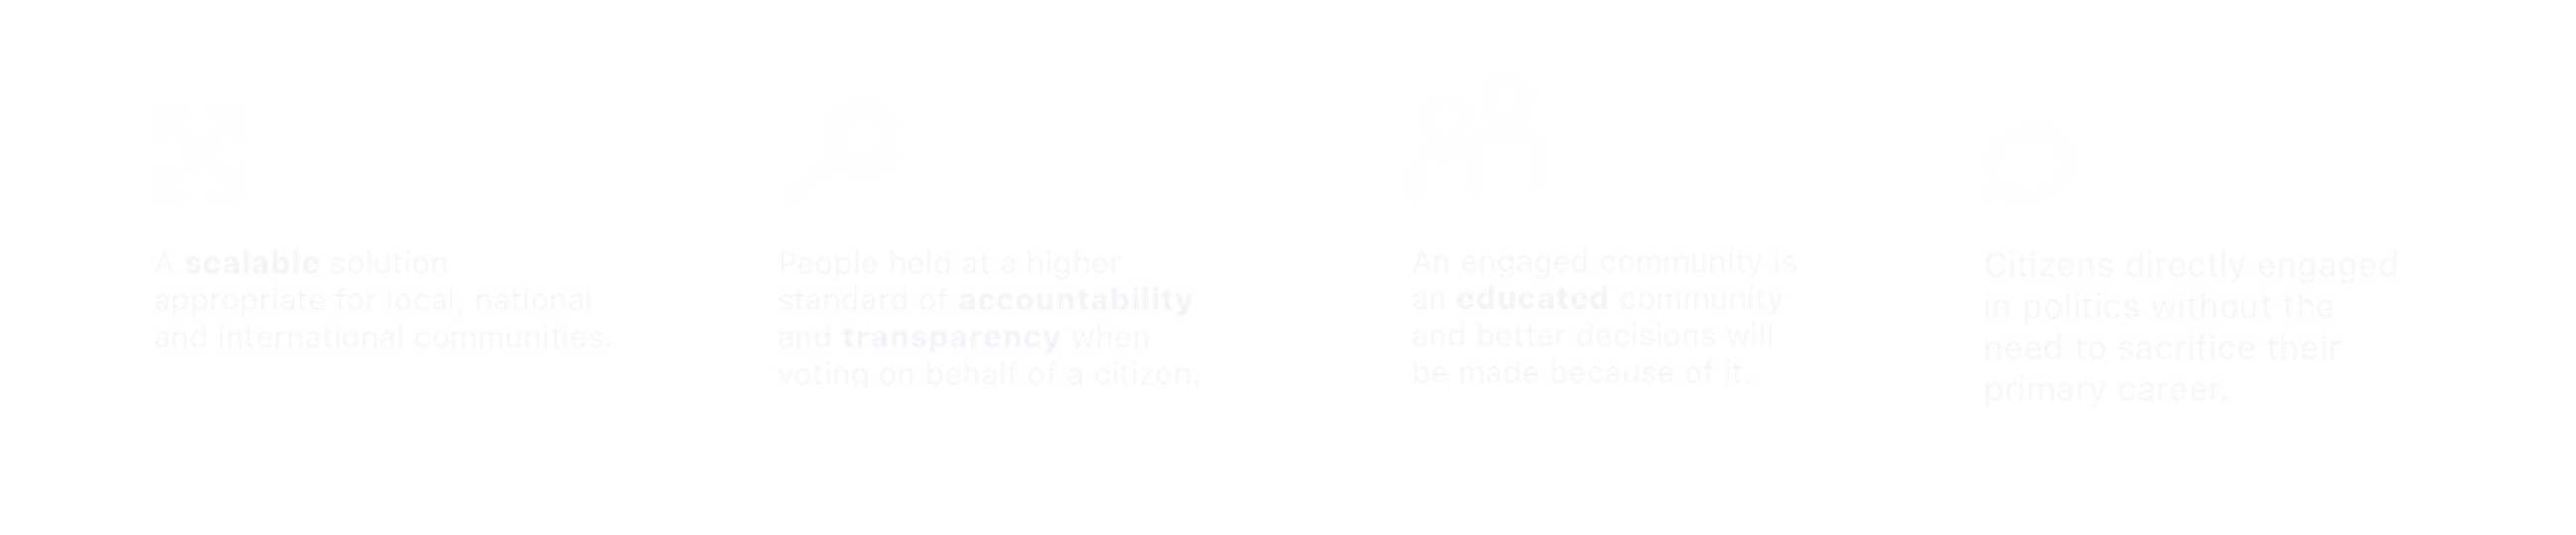 A scalable solution
appropriate for local, national
and international communities.
People held at a higher
standard of accountability
and transparency when
voting on behalf of a citizen.
An engaged community is
an educated community
and better decisions will
be made because of it.
Citizens directly engaged
in politics without the
need to sacrifice their
primary career.